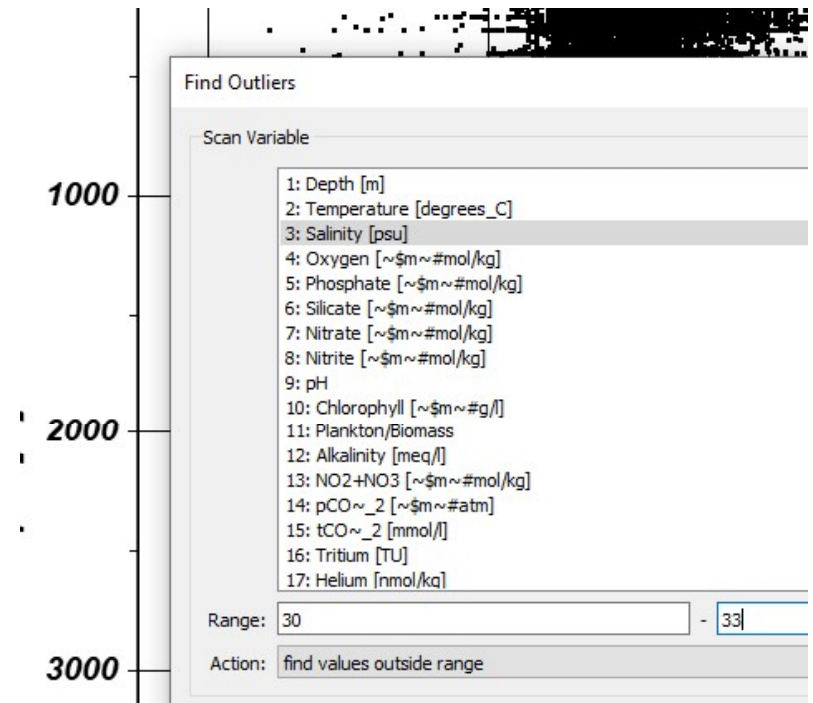 Find Outliers
Scan Variable
1000
1: Depth [m]
2: Temperature [degrees_C]
3: Salinity [psu]
4: Oxygen [~$m~#mol/kg]
5: Phosphate [~$m~#mol/kg]
6: Silicate [~$m~#mol/kg]
7: Nitrate [~$m~#mol/kg]
8: Nitrite [~$m~#mol/kg]
9: pH
10: Chlorophyll [~$m~#g/l]
2000
11: Plankton/Biomass
12: Alkalinity [meq/l]
13: NO2+NO3 [~$m~#mol/kg]
14: pCO~_2 [~$m~#atm]
15: tCO~_2 [mmol/l]
16: Tritium [TU]
17: Helium [nmol/kg]
Range: 30 - 33
3000
Action: find values outside range